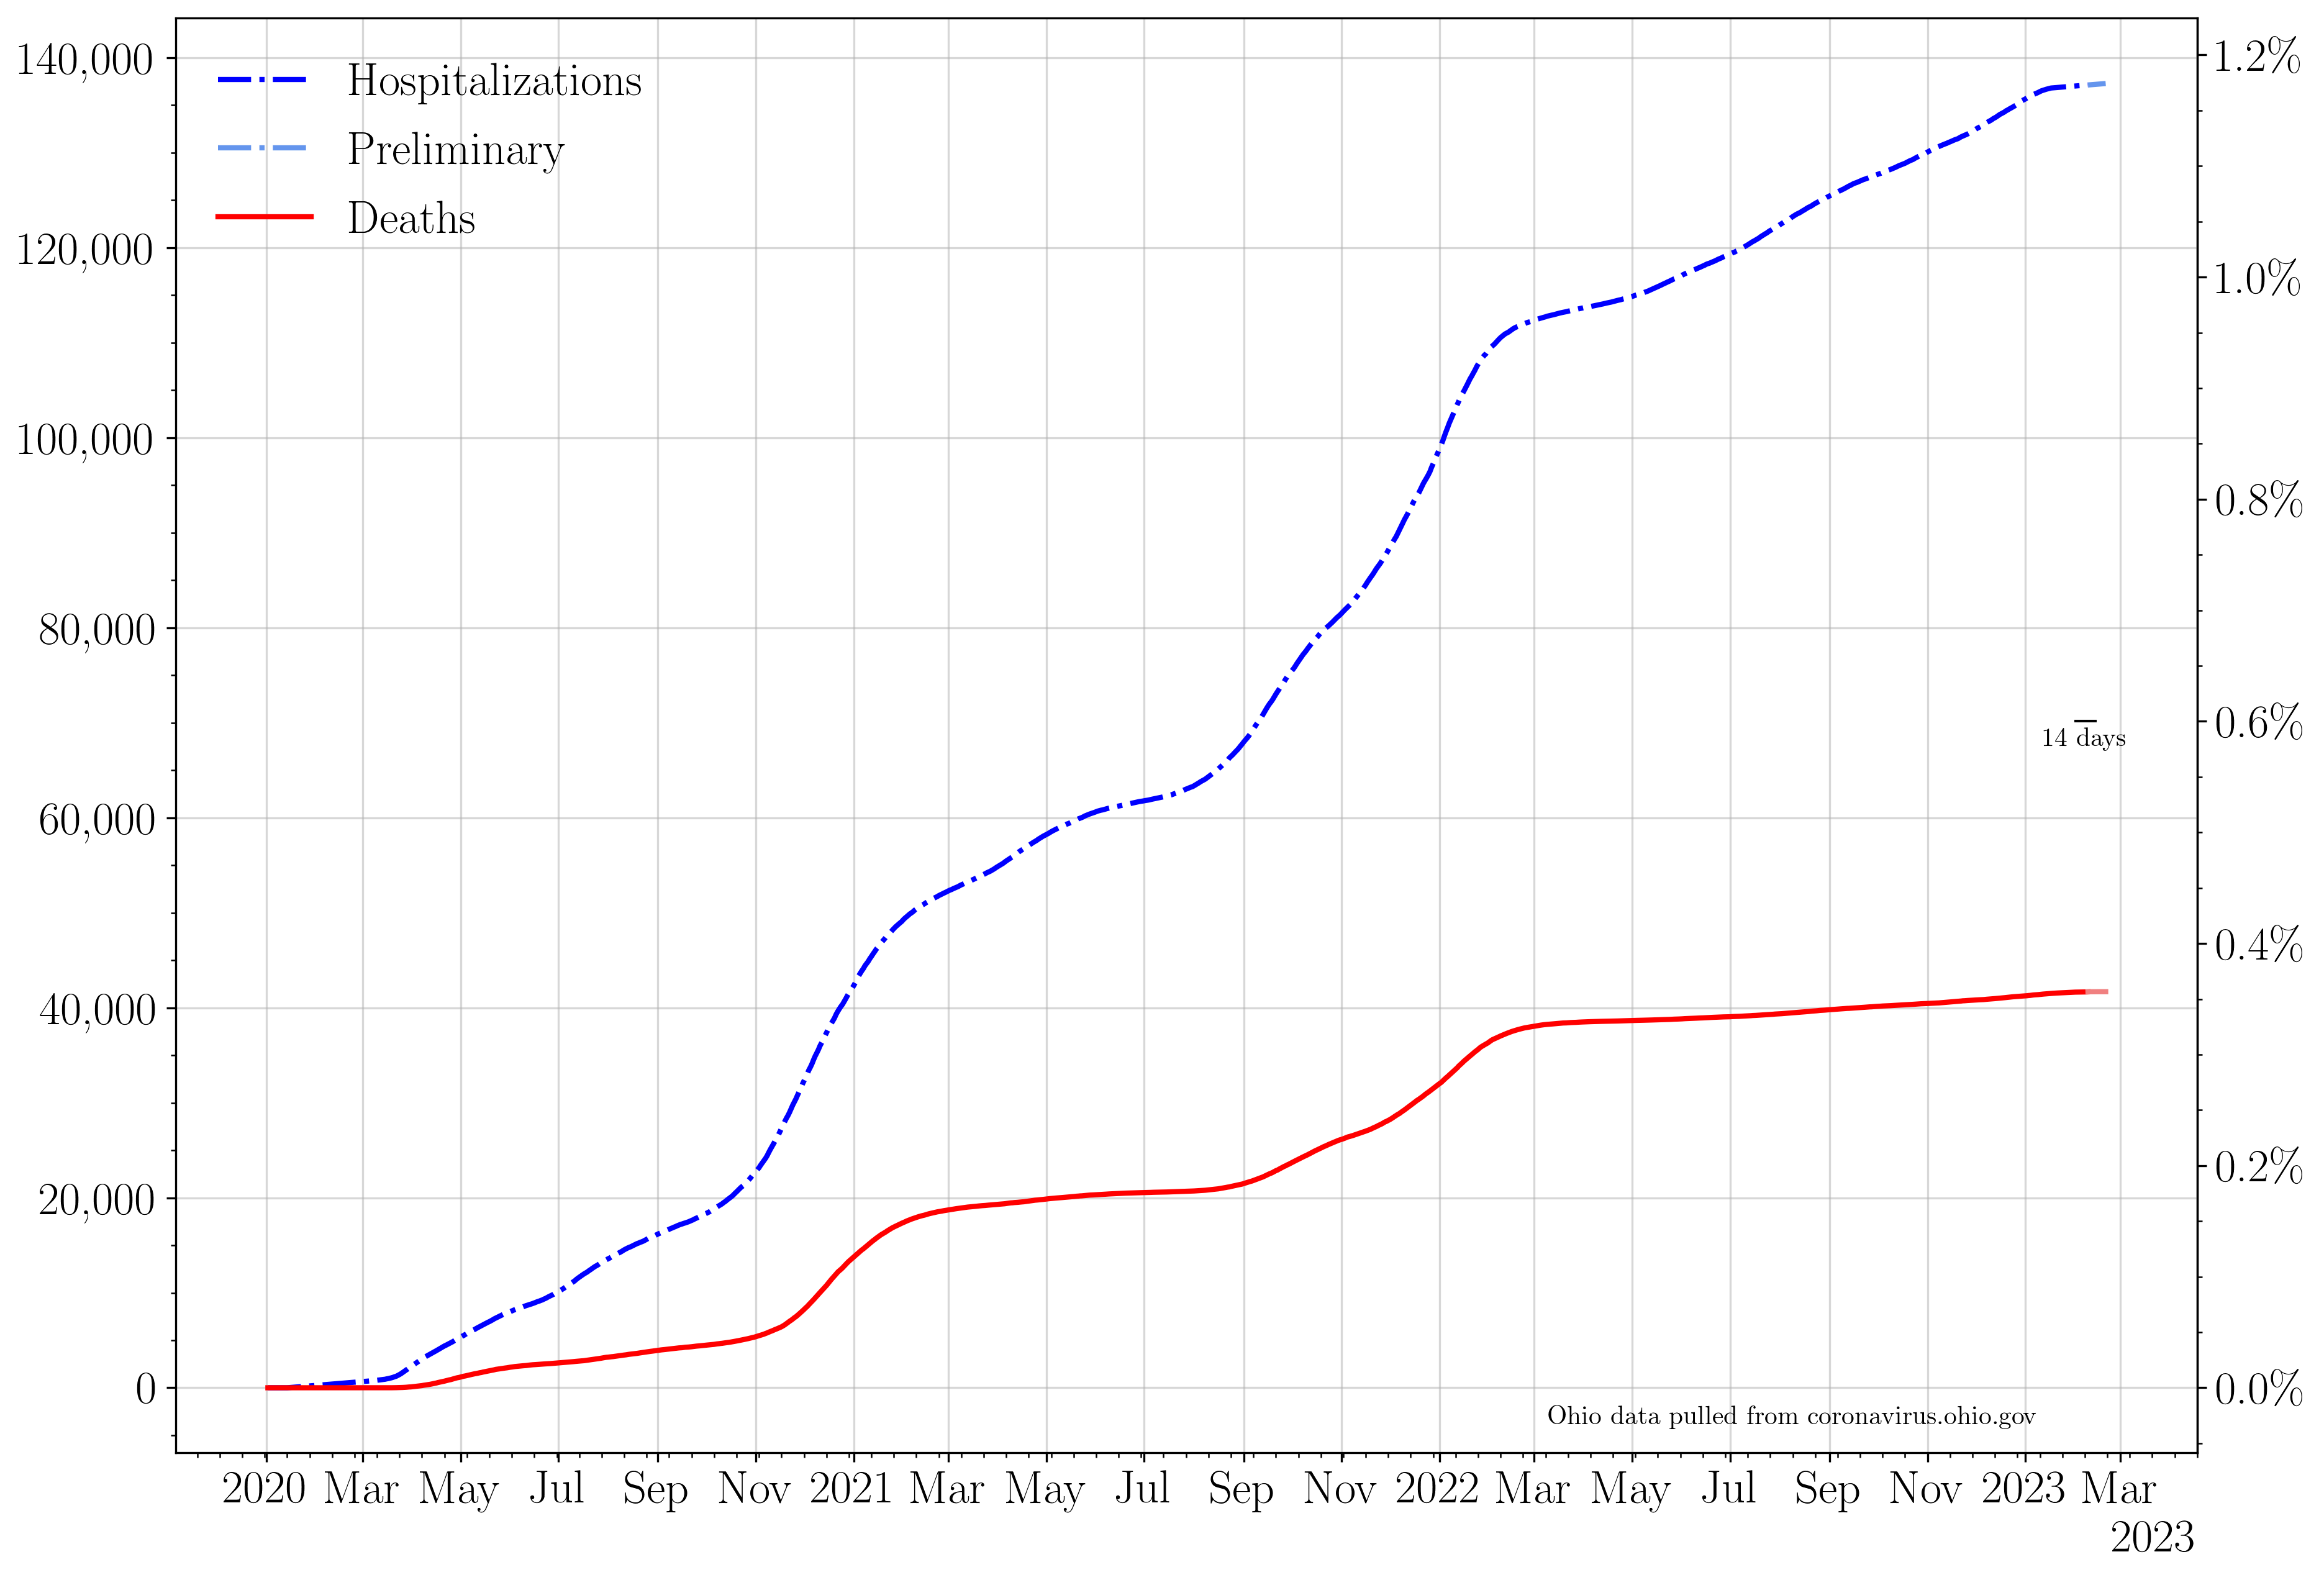 Hospitalizations
Preliminary
Deaths
140,000
120,000
100,000
80,000
60,000
40,000
20,000
0
1.2%
1.0%
0.8%
0.6%
0.4%
0.2%
0.0%
14 days
Ohio data pulled from coronavirus.ohio.gov
2020 Mar May Jul Sep Nov 2021 Mar May Jul Sep Nov 2022 Mar May Jul Sep Nov 2023 Mar
2023